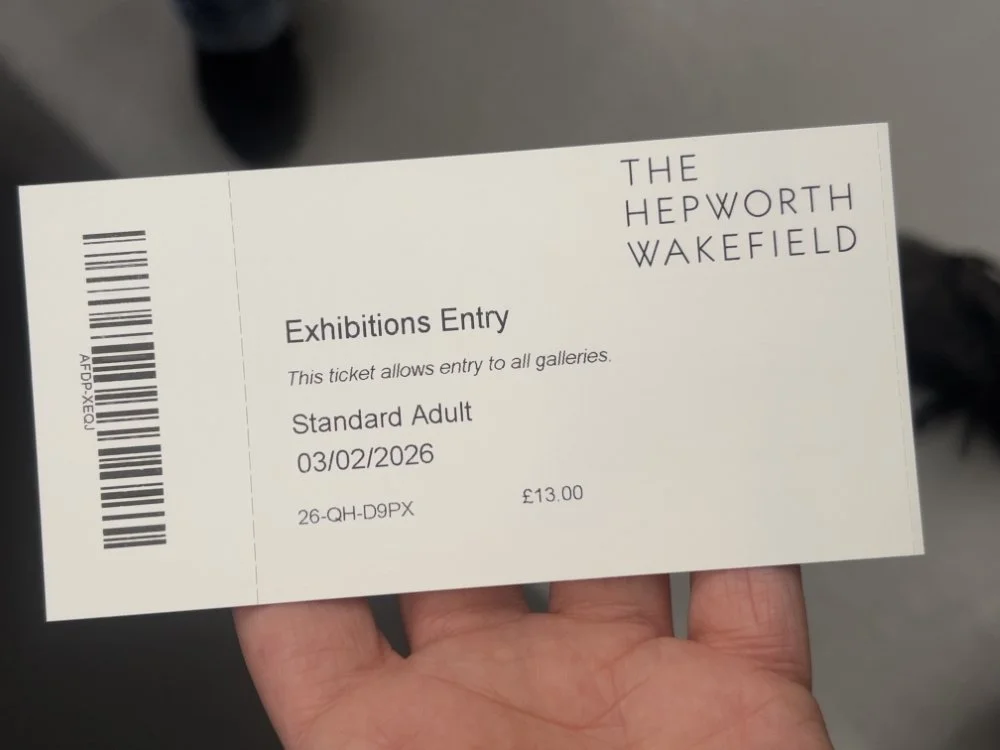 THE
HEPWORTH
WAKEFIELD
Exhibitions Entry
This ticket allows entry to all galleries.
Standard Adult
03/02/2026
26-QH-D9PX
£13.00
AFDP-XEQJ